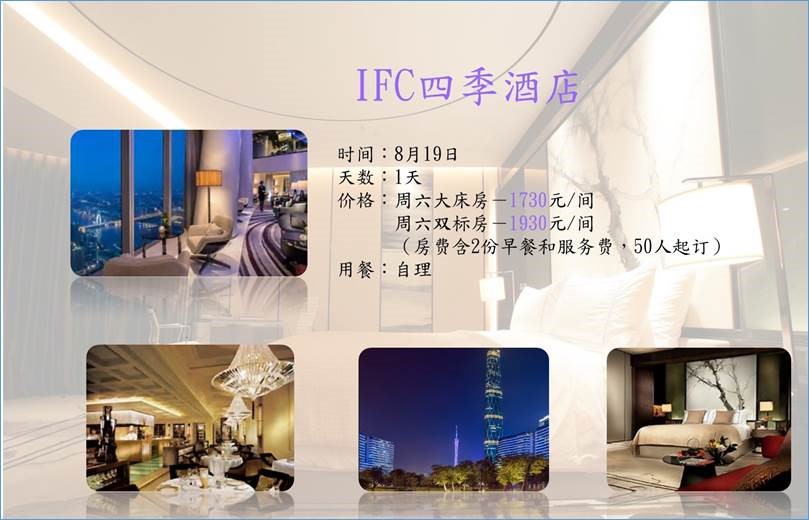 IFC四季酒店
时间：8月19日
天数：1天
价格：周六大床房－1730元/间
周六双标房－1930元/间
（房费含2份早餐和服务费，50人起订）
用餐：自理